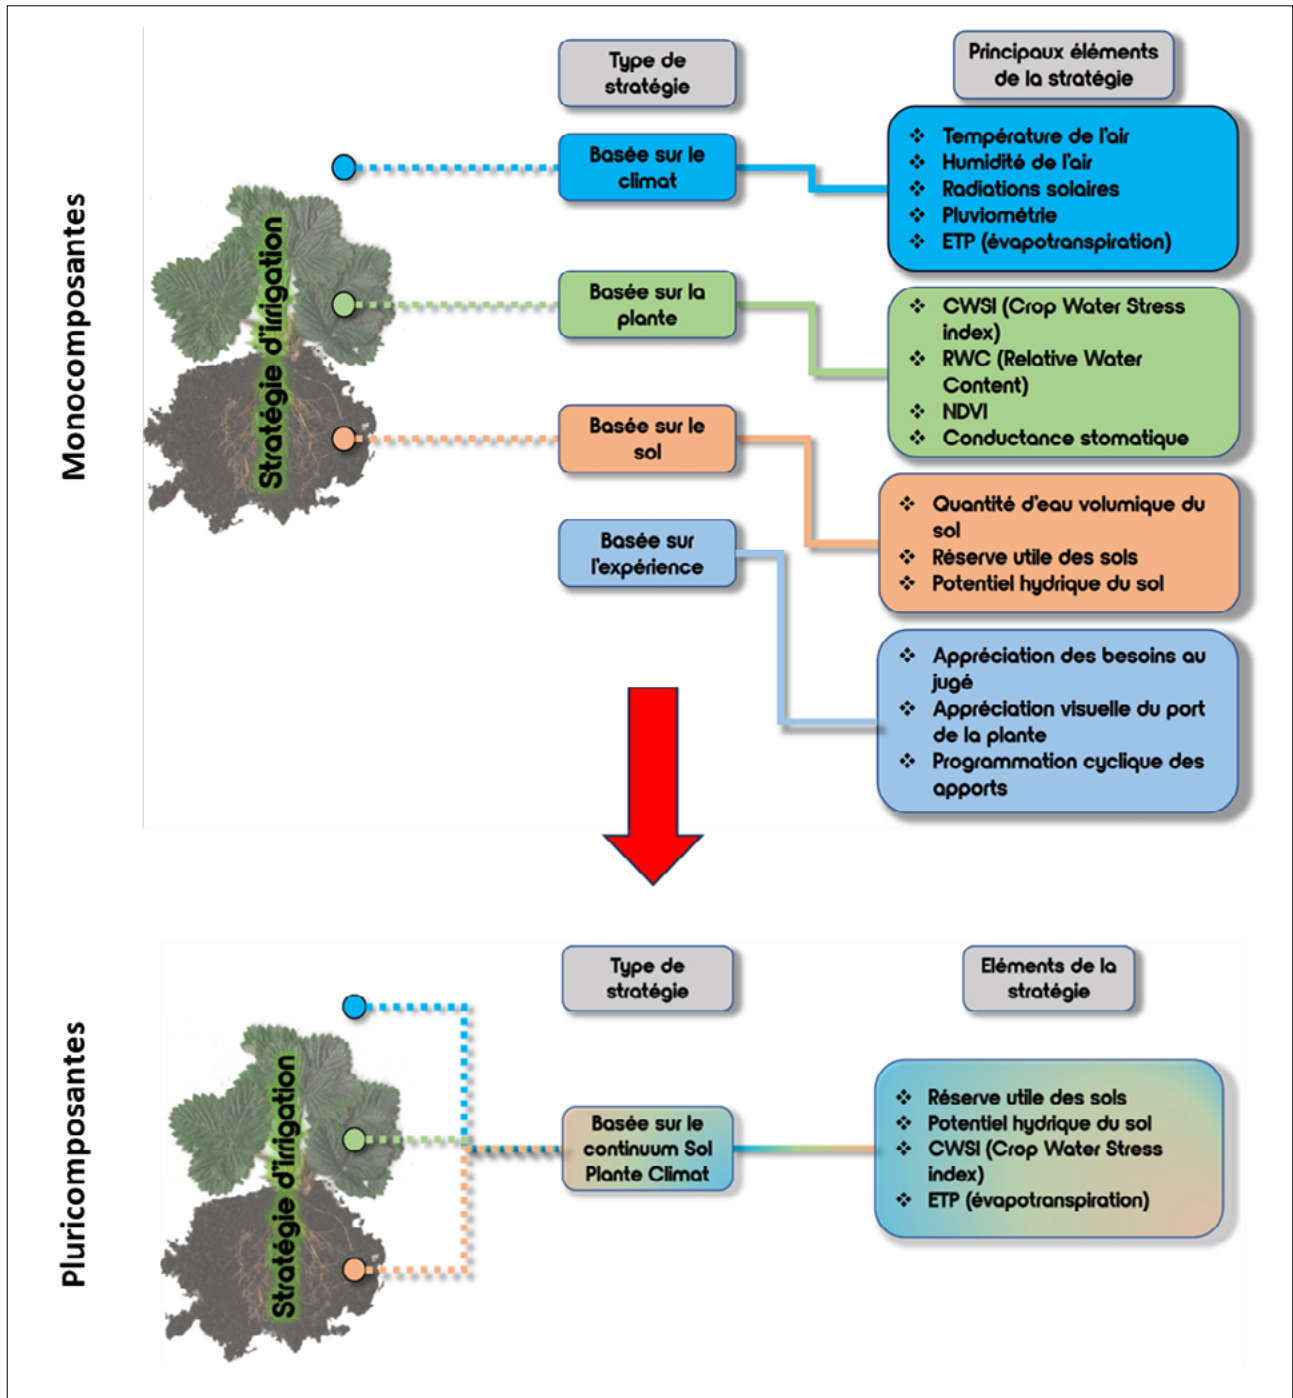 Monocomposantes
Type de
stratégie
Principaux éléments
de la stratégie
Stratégie d'irrigation
Basée sur le
climat
❖ Température de l'air
❖ Humidité de l'air
❖ Radiations solaires
❖ Pluviométrie
❖ ETP (évapotranspiration)
Basée sur la
plante
❖ CWSI (Crop Water Stress
index)
❖ RWC (Relative Water
Content)
❖ NDVI
❖ Conductance stomatique
Basée sur le
sol
❖ Quantité d'eau volumique du
sol
❖ Réserve utile des sols
❖ Potentiel hydrique du sol
Basée sur
l'expérience
❖ Appréciation des besoins au
jugé
❖ Appréciation visuelle du port
de la plante
❖ Programmation cyclique des
apports
Pluricomposantes
Type de
stratégie
Eléments de la
stratégie
Stratégie d'irrigation
Basée sur le
continuum Sol
Plante Climat
❖ Réserve utile des sols
❖ Potentiel hydrique du sol
❖ CWSI (Crop Water Stress
index)
❖ ETP (évapotranspiration)